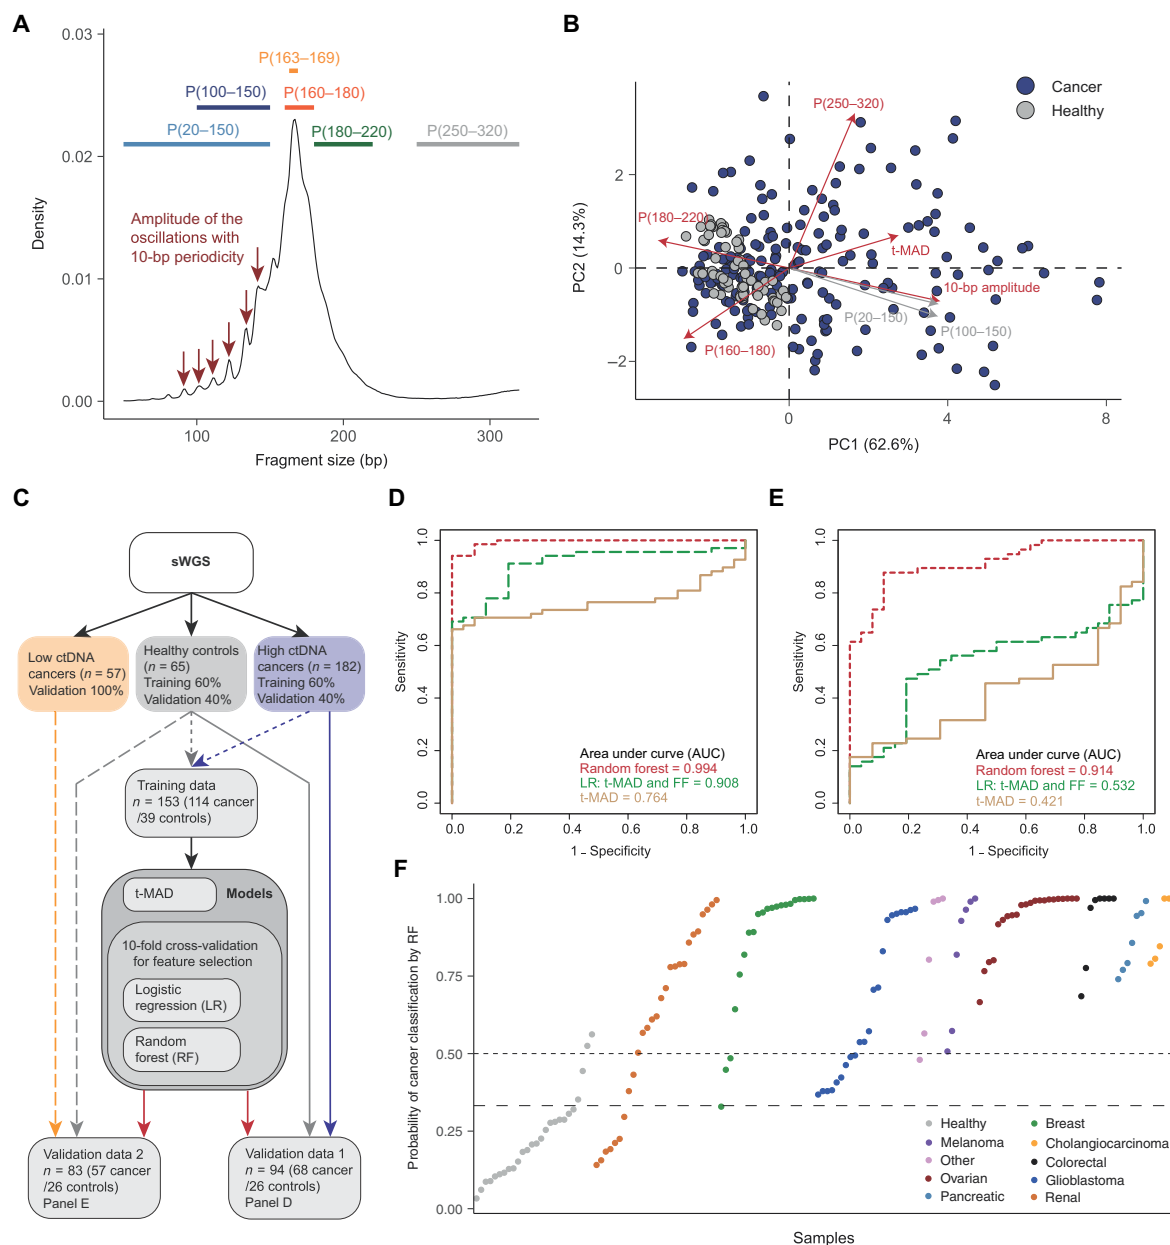 A
0.03
0.02
0.01
0.00
Density
P(163–169)
P(100–150)
P(160–180)
P(20–150)
P(180–220)
P(250–320)
Amplitude of the
oscillations with
10-bp periodicity
100
200
300
Fragment size (bp)
B
Cancer
Healthy
P(250–320)
P(180–220)
t-MAD
10-bp amplitude
P(20–150)
P(100–150)
P(160–180)
2
0
−2
PC2 (14.3%)
0
4
8
PC1 (62.6%)
C
sWGS
Low ctDNA
cancers (n = 57)
Validation 100%
Healthy controls
(n = 65)
Training 60%
Validation 40%
High ctDNA
cancers (n = 182)
Training 60%
Validation 40%
Training data
n = 153 (114 cancer
/39 controls)
t-MAD
Models
10-fold cross-validation
for feature selection
Logistic
regression (LR)
Random
forest (RF)
Validation data 2
n = 83 (57 cancer
/26 controls)
Panel E
Validation data 1
n = 94 (68 cancer
/26 controls)
Panel D
D
1.0
0.8
0.6
0.4
0.2
0.0
Sensitivity
Area under curve (AUC)
Random forest = 0.994
LR: t-MAD and FF = 0.908
t-MAD = 0.764
0.0
0.2
0.4
0.6
0.8
1.0
1 – Specificity
E
1.0
0.8
0.6
0.4
0.2
0.0
Sensitivity
Area under curve (AUC)
Random forest = 0.914
LR: t-MAD and FF = 0.532
t-MAD = 0.421
0.0
0.2
0.4
0.6
0.8
1.0
1 – Specificity
F
1.00
0.75
0.50
0.25
0.00
Probability of cancer classification by RF
Healthy
Melanoma
Other
Ovarian
Pancreatic
Breast
Cholangiocarcinoma
Colorectal
Glioblastoma
Renal
Samples